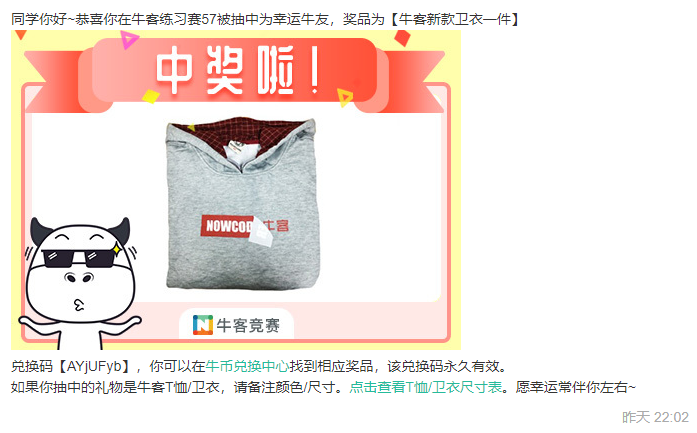 同学你好~恭喜你在牛客练习赛57被抽中为幸运牛友，奖品为【牛客新款卫衣一件】
中奖啦！
NOWCOD 牛客
牛客竞赛
兑换码【AYjUFyb】，你可以在牛币兑换中心找到相应奖品，该兑换码永久有效。
如果你抽中的礼物是牛客T恤/卫衣，请备注颜色/尺寸。点击查看T恤/卫衣尺寸表。愿幸运常伴你左右~
昨天 22:02